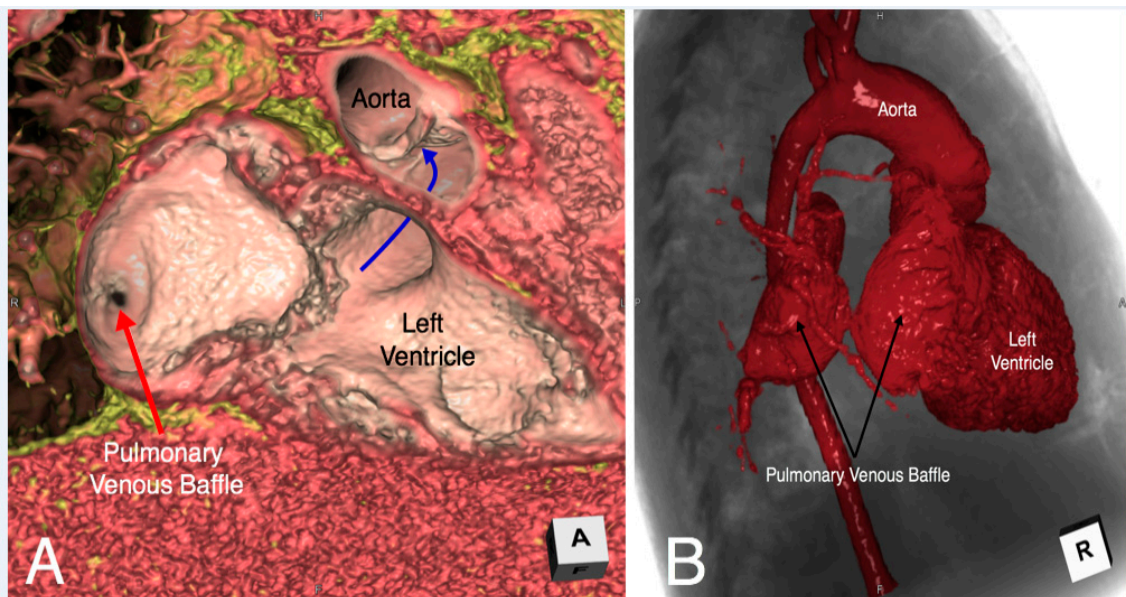 H
Aorta
R
L
Left
Ventricle
Pulmonary
Venous Baffle
A
F
A
F
H
Aorta
P
A
Left
Ventricle
Pulmonary Venous Baffle
B
R
F